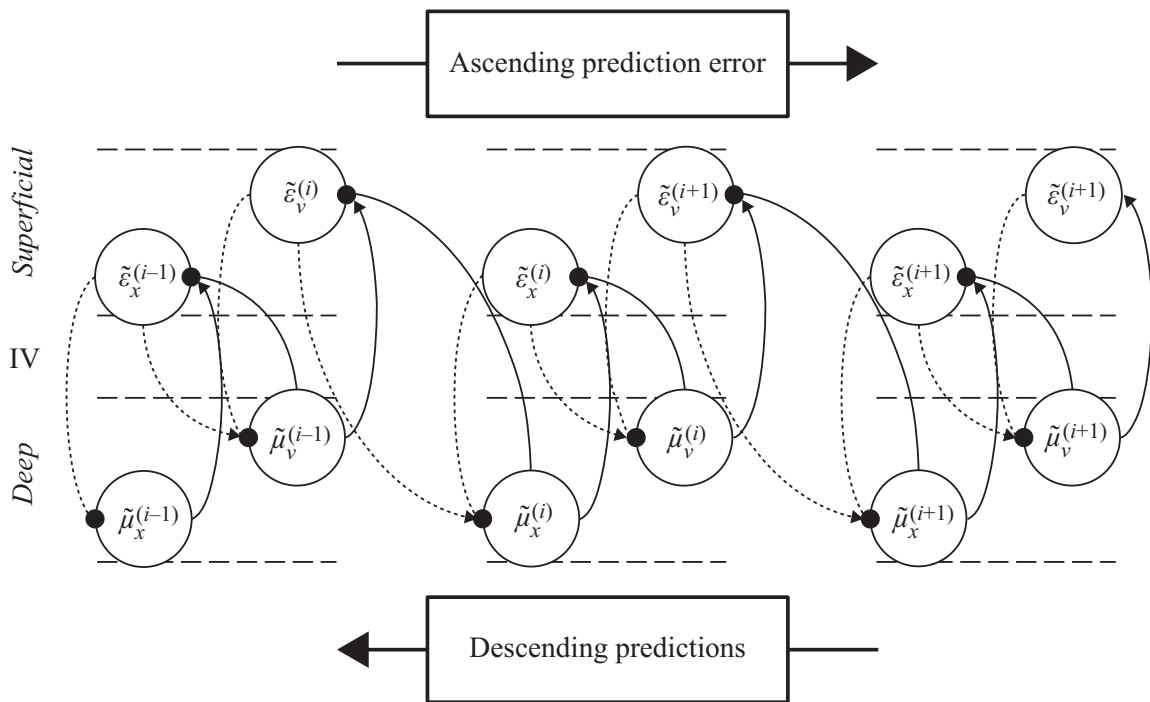 Ascending prediction error
Superficial
IV
Deep
ε̃_v^(i)
ε̃_v^(i+1)
ε̃_v^(i+1)
ε̃_x^(i–1)
ε̃_x^(i)
ε̃_x^(i+1)
μ̃_v^(i–1)
μ̃_v^(i)
μ̃_v^(i+1)
μ̃_x^(i–1)
μ̃_x^(i)
μ̃_x^(i+1)
Descending predictions